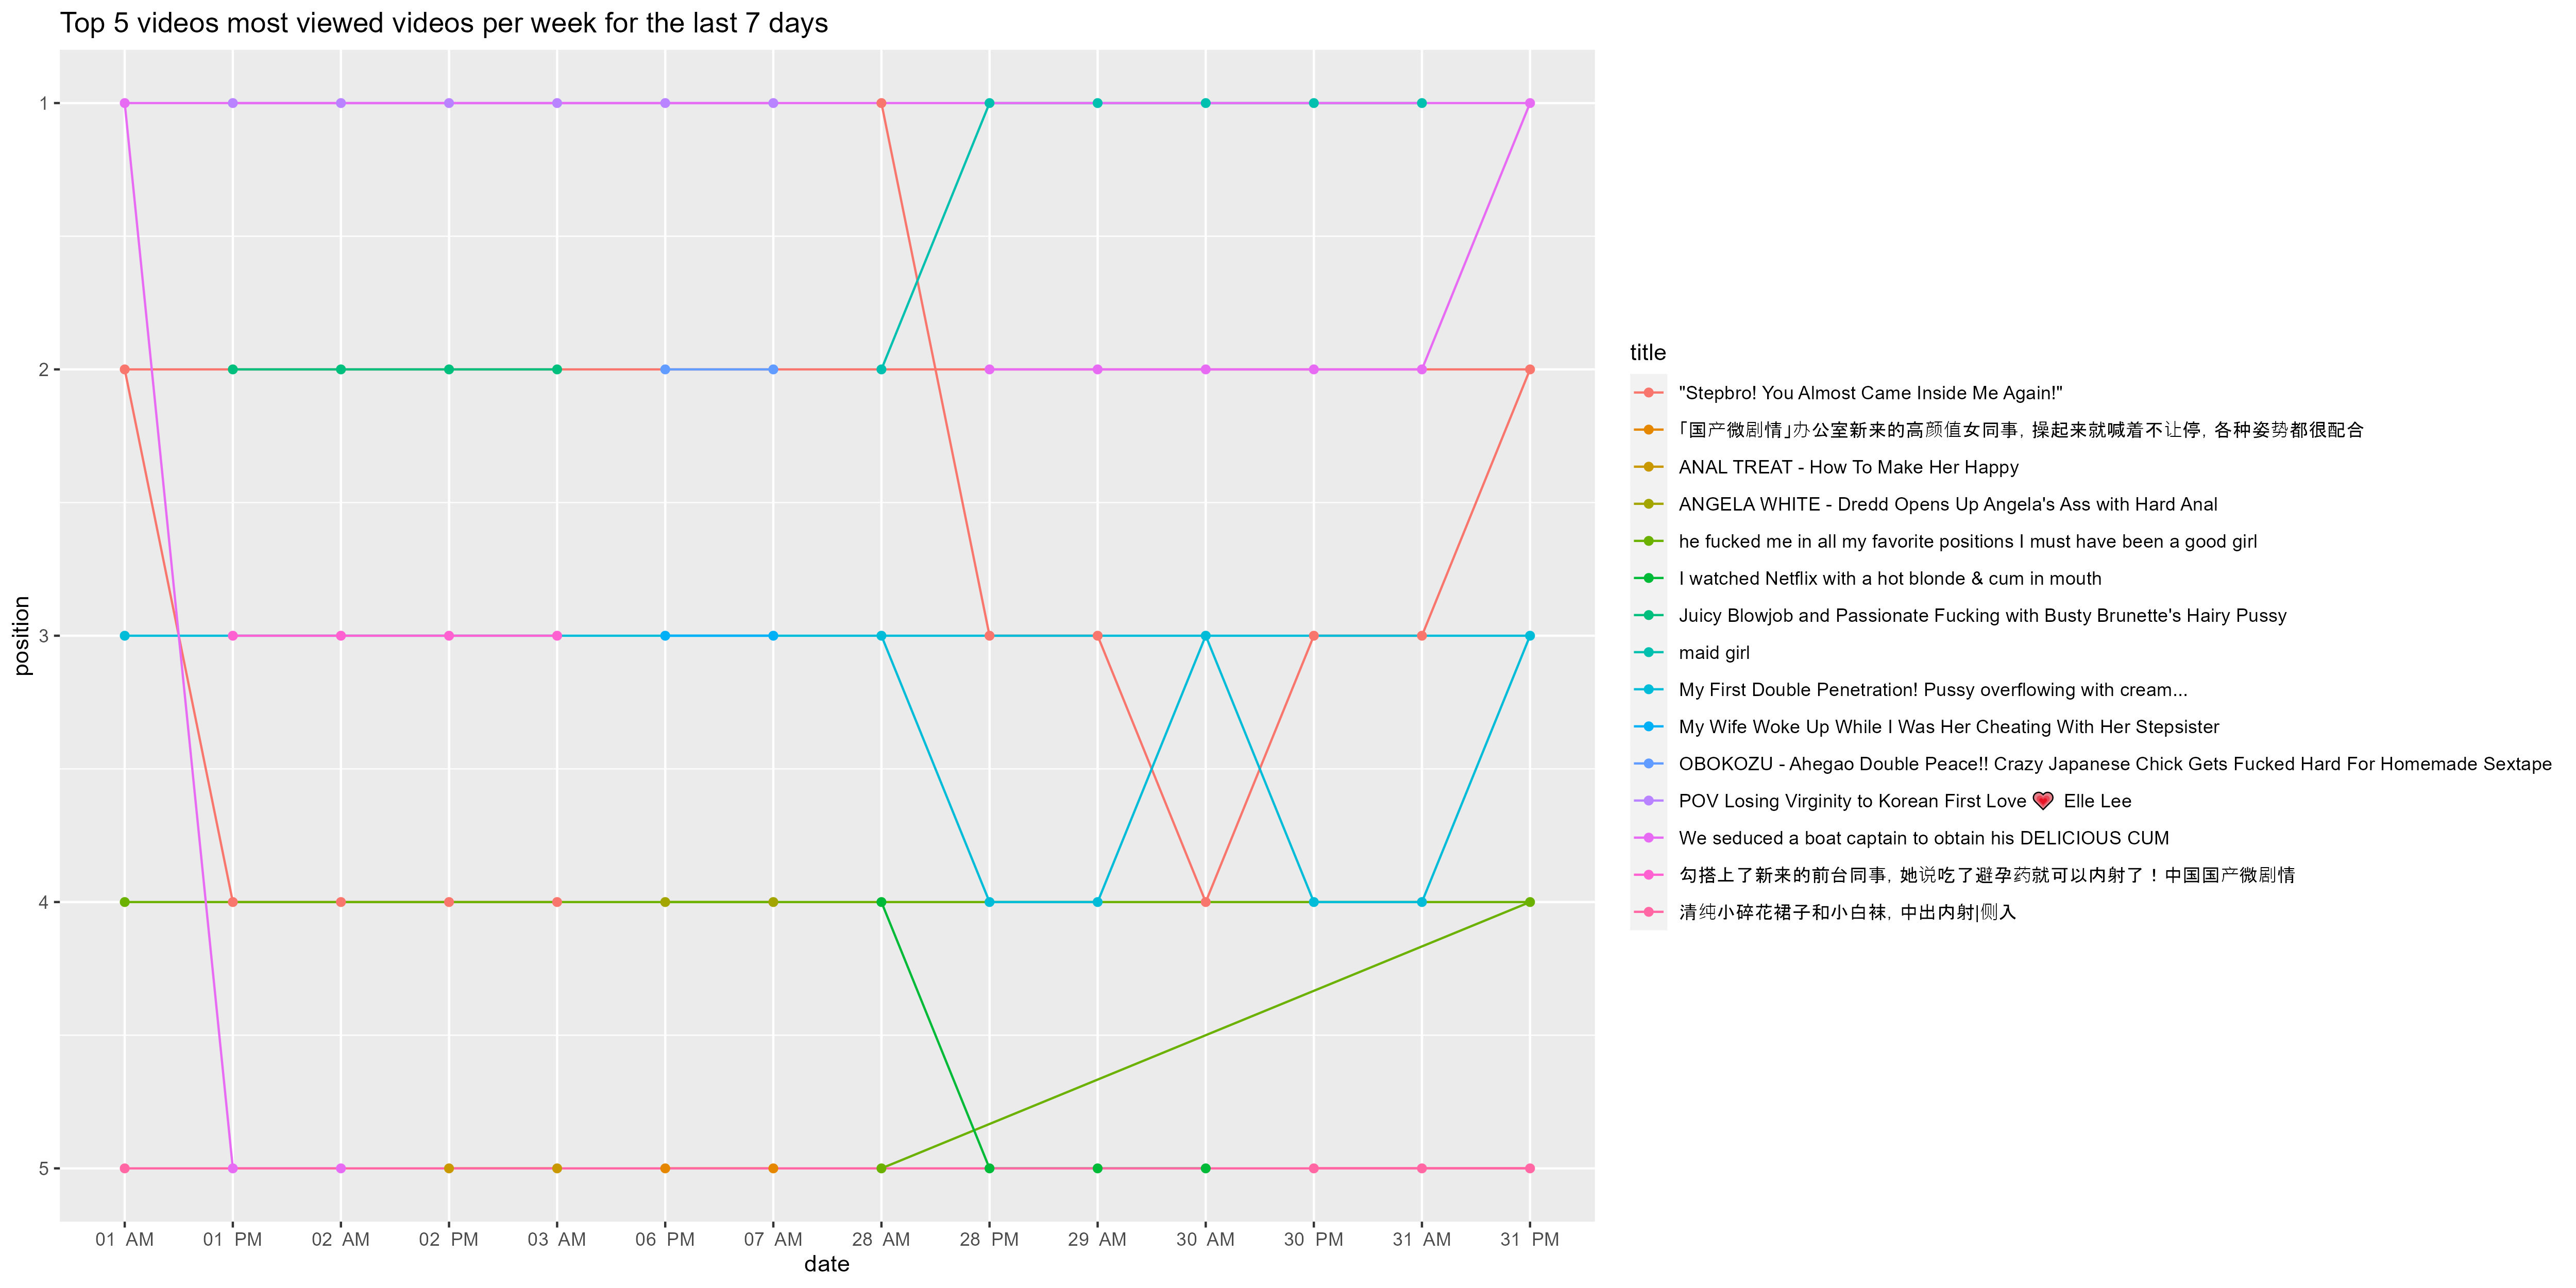 Top 5 videos most viewed videos per week for the last 7 days
1
2
3
4
5
position
01 AM 01 PM 02 AM 02 PM 03 AM 06 PM 07 AM 28 AM 28 PM 29 AM 30 AM 30 PM 31 AM 31 PM
date
title
"Stepbro! You Almost Came Inside Me Again!"
「国产微剧情」办公室新来的高颜值女同事, 操起来就喊着不让停, 各种姿势都很配合
ANAL TREAT - How To Make Her Happy
ANGELA WHITE - Dredd Opens Up Angela's Ass with Hard Anal
he fucked me in all my favorite positions I must have been a good girl
I watched Netflix with a hot blonde & cum in mouth
Juicy Blowjob and Passionate Fucking with Busty Brunette's Hairy Pussy
maid girl
My First Double Penetration! Pussy overflowing with cream...
My Wife Woke Up While I Was Her Cheating With Her Stepsister
OBOKOZU - Ahegao Double Peace!! Crazy Japanese Chick Gets Fucked Hard For Homemade Sextape
POV Losing Virginity to Korean First Love 💗 Elle Lee
We seduced a boat captain to obtain his DELICIOUS CUM
勾搭上了新来的前台同事, 她说吃了避孕药就可以内射了！中国国产微剧情
清纯小碎花裙子和小白袜, 中出内射|侧入